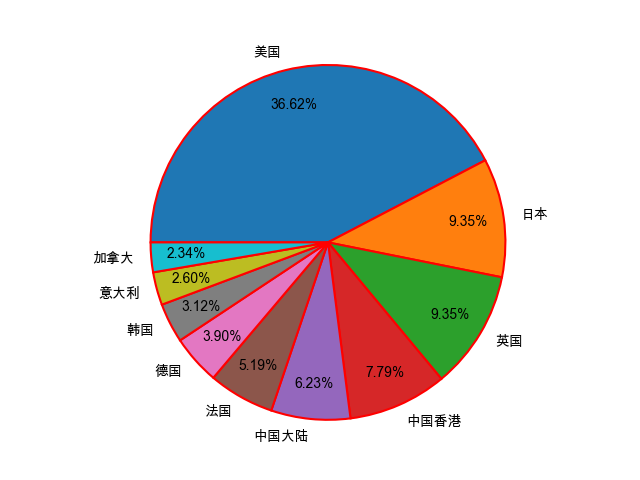 美国
36.62%
日本
9.35%
英国
9.35%
中国香港
7.79%
中国大陆
6.23%
法国
5.19%
德国
3.90%
韩国
3.12%
意大利
2.60%
加拿大
2.34%